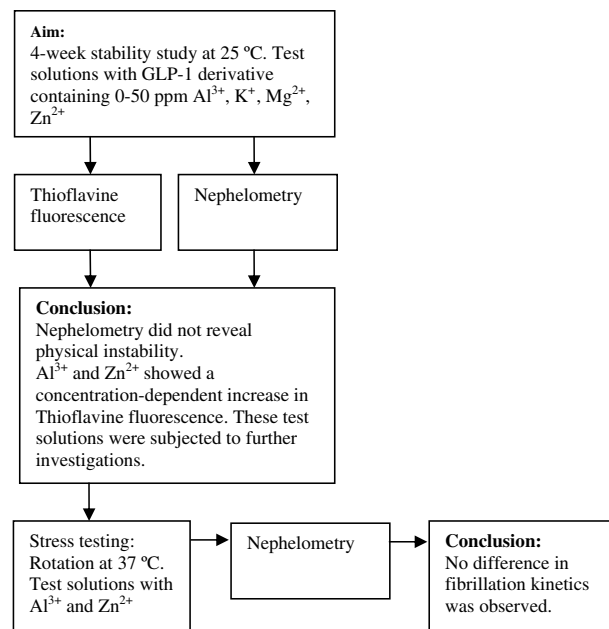 Aim:
4-week stability study at 25 ºC. Test
solutions with GLP-1 derivative
containing 0-50 ppm Al³⁺, K⁺, Mg²⁺,
Zn²⁺
Thioflavine
fluorescence
Nephelometry
Conclusion:
Nephelometry did not reveal
physical instability.
Al³⁺ and Zn²⁺ showed a
concentration-dependent increase in
Thioflavine fluorescence. These test
solutions were subjected to further
investigations.
Stress testing:
Rotation at 37 ºC.
Test solutions with
Al³⁺ and Zn²⁺
Nephelometry
Conclusion:
No difference in
fibrillation kinetics
was observed.